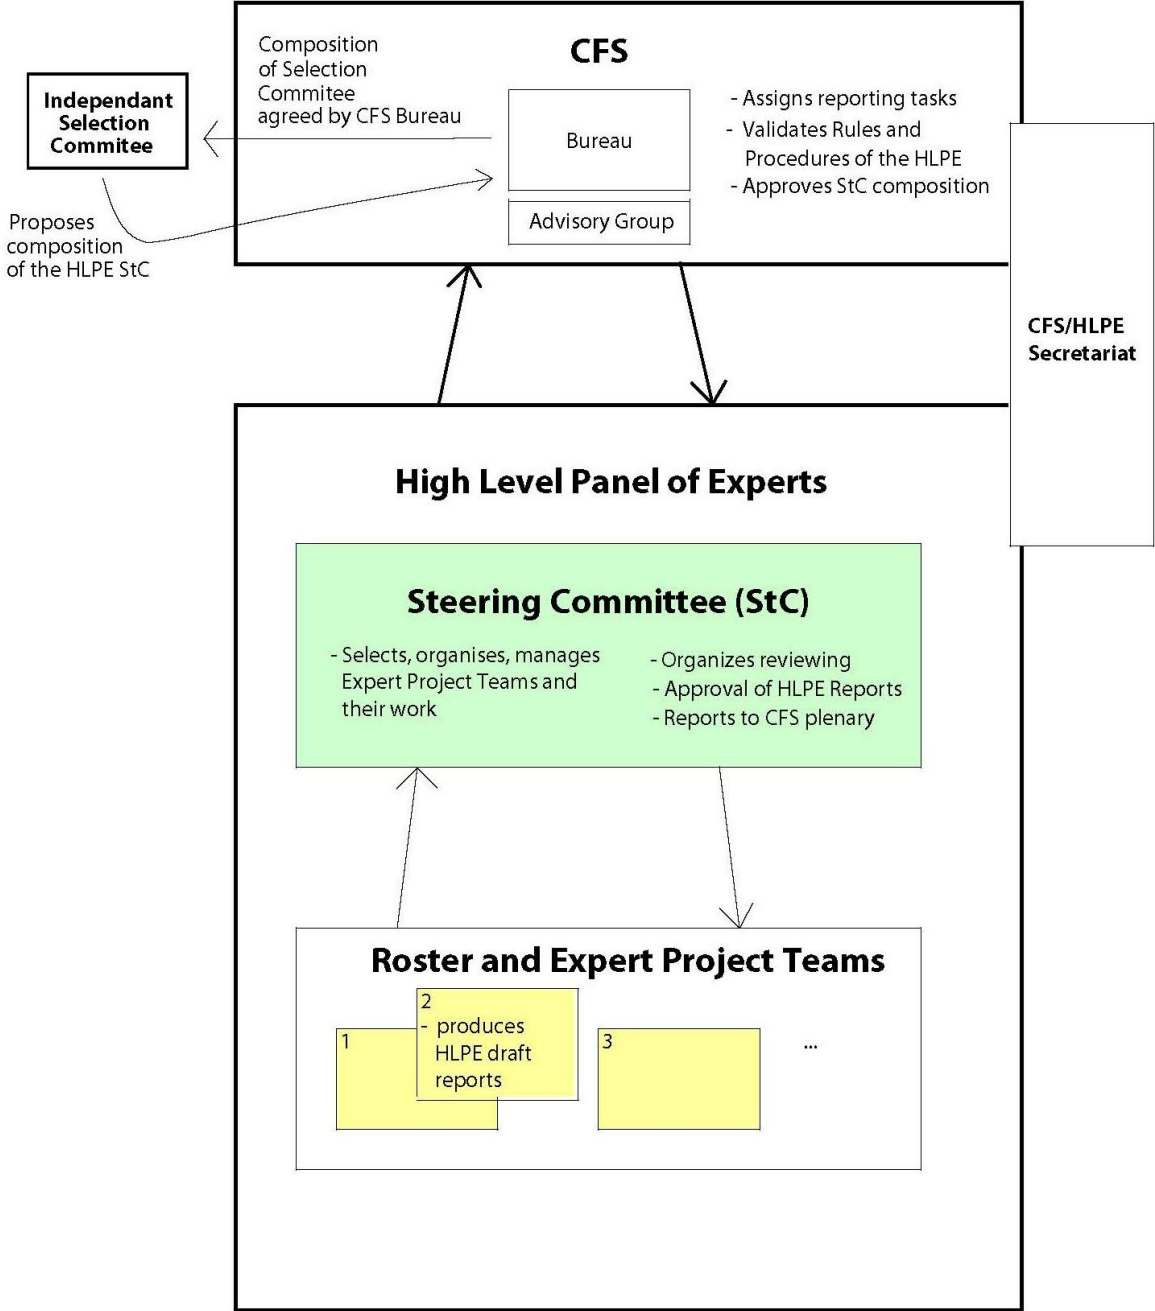 CFS
Composition
of Selection
Commitee
agreed by CFS Bureau
Independant
Selection
Commitee
Bureau
Advisory Group
- Assigns reporting tasks
- Validates Rules and
Procedures of the HLPE
- Approves StC composition
Proposes
composition
of the HLPE StC
CFS/HLPE
Secretariat
High Level Panel of Experts
Steering Committee (StC)
- Selects, organises, manages
Expert Project Teams and
their work
- Organizes reviewing
- Approval of HLPE Reports
- Reports to CFS plenary
Roster and Expert Project Teams
1
2
- produces
HLPE draft
reports
3
...